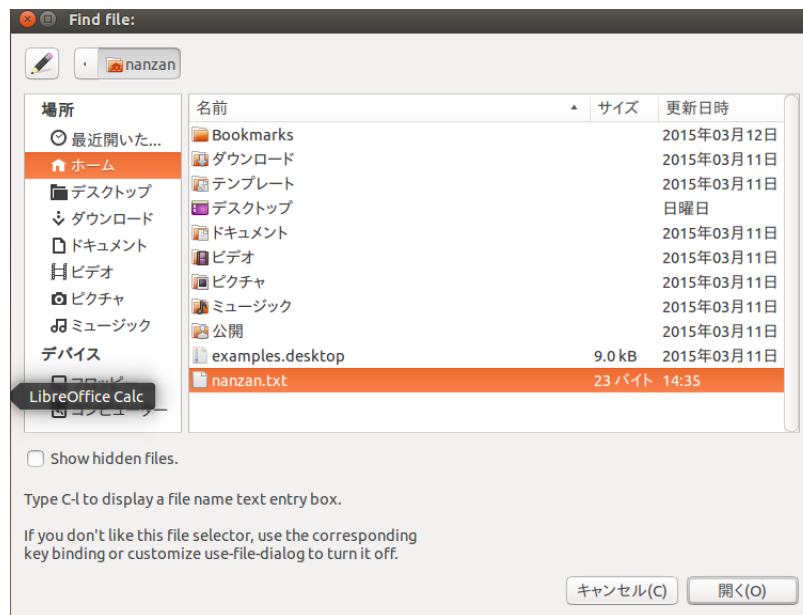 Find file:
nanzan
場所
最近開いた...
ホーム
デスクトップ
ダウンロード
ドキュメント
ビデオ
ピクチャ
ミュージック
デバイス
コンピューター
LibreOffice Calc
名前 サイズ 更新日時
Bookmarks 2015年03月12日
ダウンロード 2015年03月11日
テンプレート 2015年03月11日
デスクトップ 日曜日
ドキュメント 2015年03月11日
ビデオ 2015年03月11日
ピクチャ 2015年03月11日
ミュージック 2015年03月11日
公開 2015年03月11日
examples.desktop 9.0 kB 2015年03月11日
nanzan.txt 23 バイト 14:35
Show hidden files.
Type C-l to display a file name text entry box.
If you don't like this file selector, use the corresponding
key binding or customize use-file-dialog to turn it off.
キャンセル(C) 開く(O)